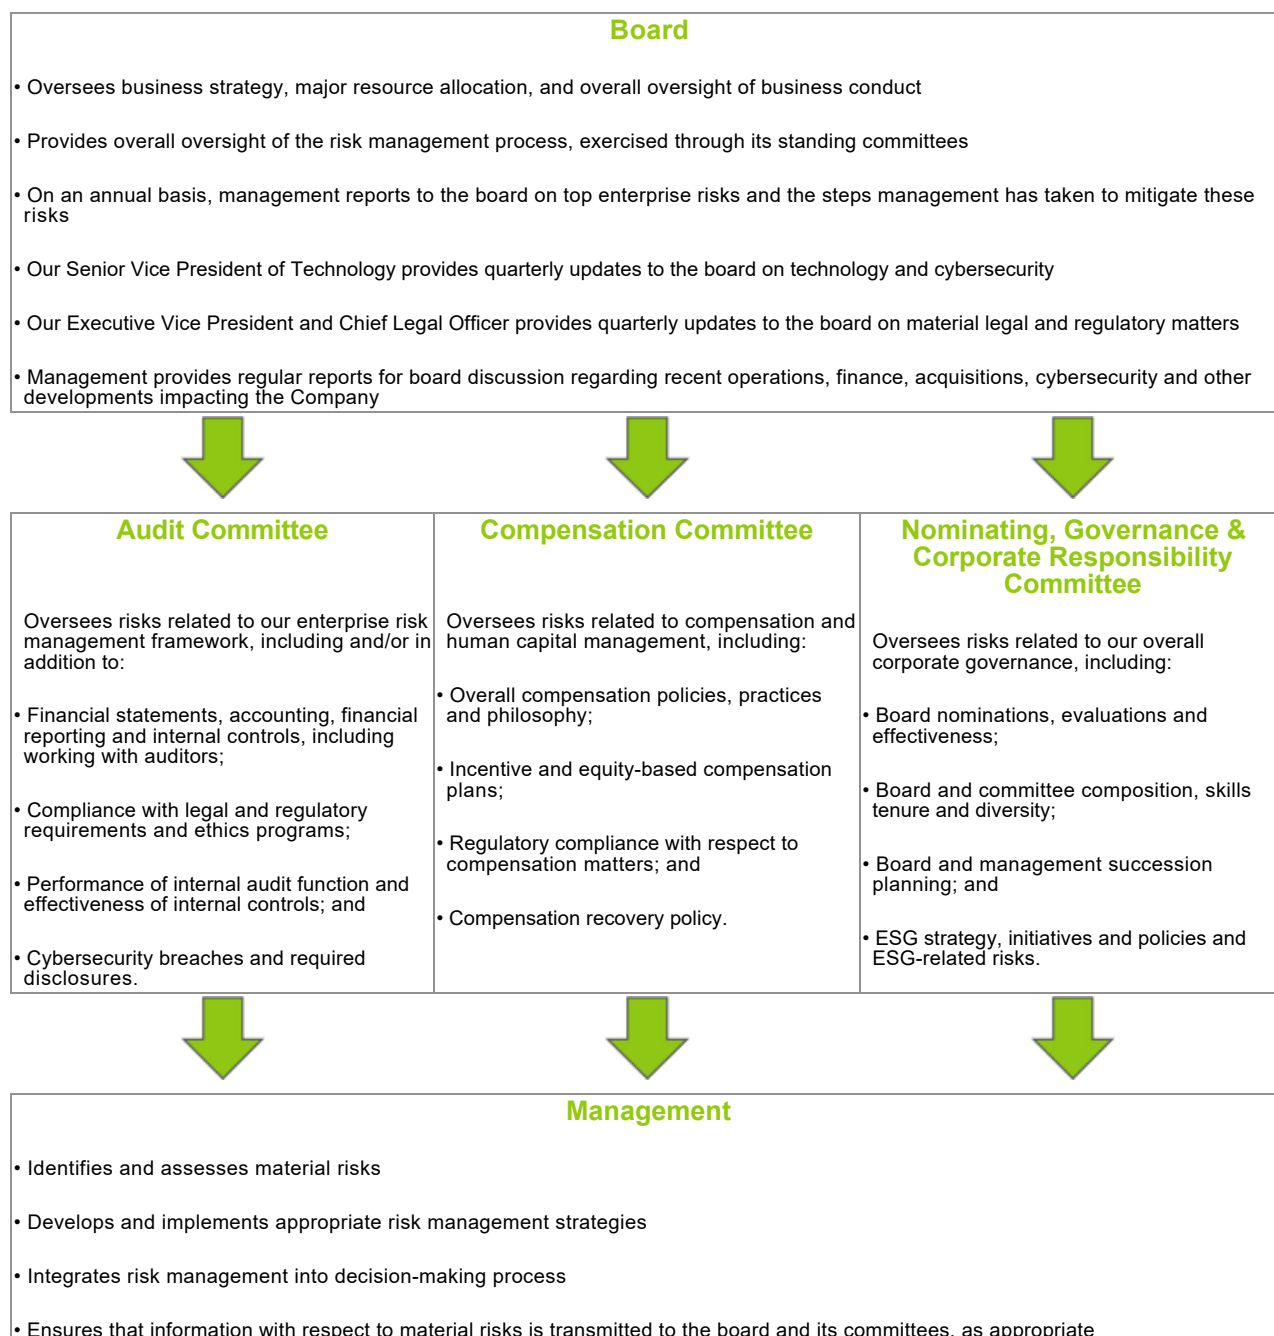 Board
• Oversees business strategy, major resource allocation, and overall oversight of business conduct
• Provides overall oversight of the risk management process, exercised through its standing committees
• On an annual basis, management reports to the board on top enterprise risks and the steps management has taken to mitigate these
risks
• Our Senior Vice President of Technology provides quarterly updates to the board on technology and cybersecurity
• Our Executive Vice President and Chief Legal Officer provides quarterly updates to the board on material legal and regulatory matters
• Management provides regular reports for board discussion regarding recent operations, finance, acquisitions, cybersecurity and other
developments impacting the Company
Audit Committee
Oversees risks related to our enterprise risk
management framework, including and/or in
addition to:
• Financial statements, accounting, financial
reporting and internal controls, including
working with auditors;
• Compliance with legal and regulatory
requirements and ethics programs;
• Performance of internal audit function and
effectiveness of internal controls; and
• Cybersecurity breaches and required
disclosures.
Compensation Committee
Oversees risks related to compensation and
human capital management, including:
• Overall compensation policies, practices
and philosophy;
• Incentive and equity-based compensation
plans;
• Regulatory compliance with respect to
compensation matters; and
• Compensation recovery policy.
Nominating, Governance &
Corporate Responsibility
Committee
Oversees risks related to our overall
corporate governance, including:
• Board nominations, evaluations and
effectiveness;
• Board and committee composition, skills
tenure and diversity;
• Board and management succession
planning; and
• ESG strategy, initiatives and policies and
ESG-related risks.
Management
• Identifies and assesses material risks
• Develops and implements appropriate risk management strategies
• Integrates risk management into decision-making process
• Ensures that information with respect to material risks is transmitted to the board and its committees, as appropriate